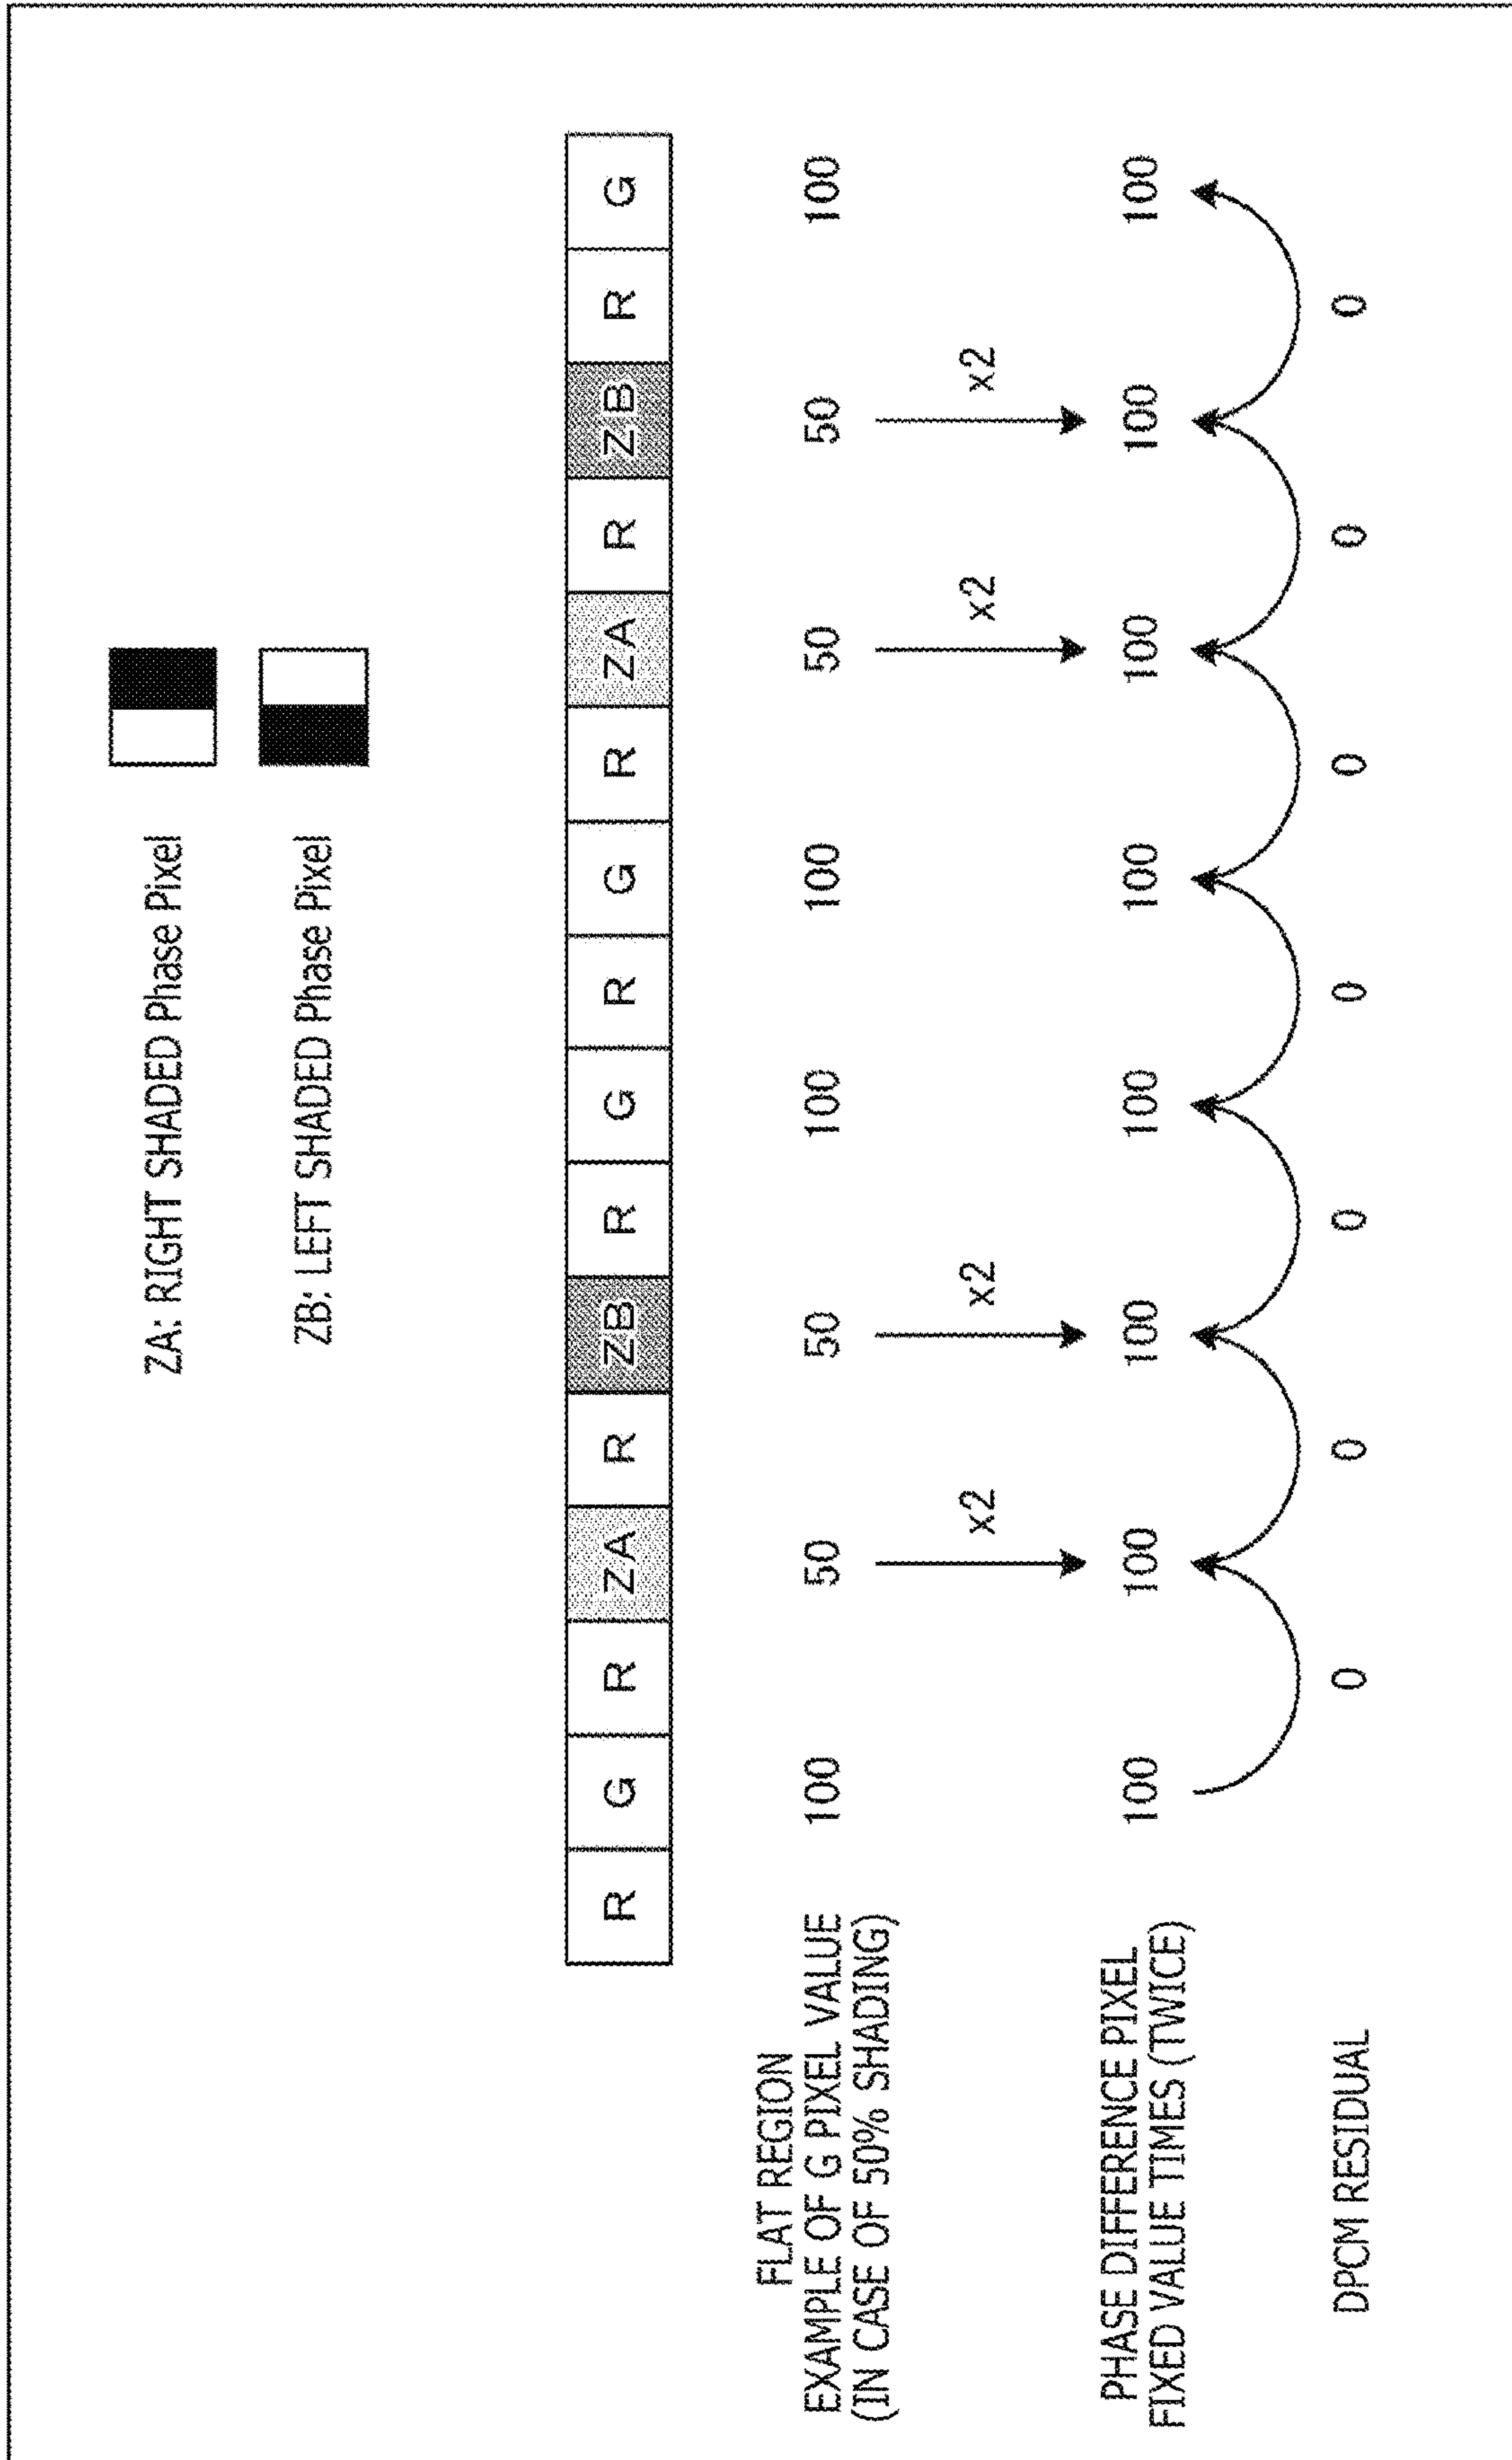 ZA: RIGHT SHADED Phase Pixel
ZB: LEFT SHADED Phase Pixel
R G R ZA R ZB R G R G R ZA R ZB R G
FLAT REGION
EXAMPLE OF G PIXEL VALUE
(IN CASE OF 50% SHADING)
100 50 50 100 100 50 50 100
x2 x2 x2 x2
PHASE DIFFERENCE PIXEL
FIXED VALUE TIMES (TWICE)
100 100 100 100 100 100 100 100
DPCM RESIDUAL
0 0 0 0 0 0 0